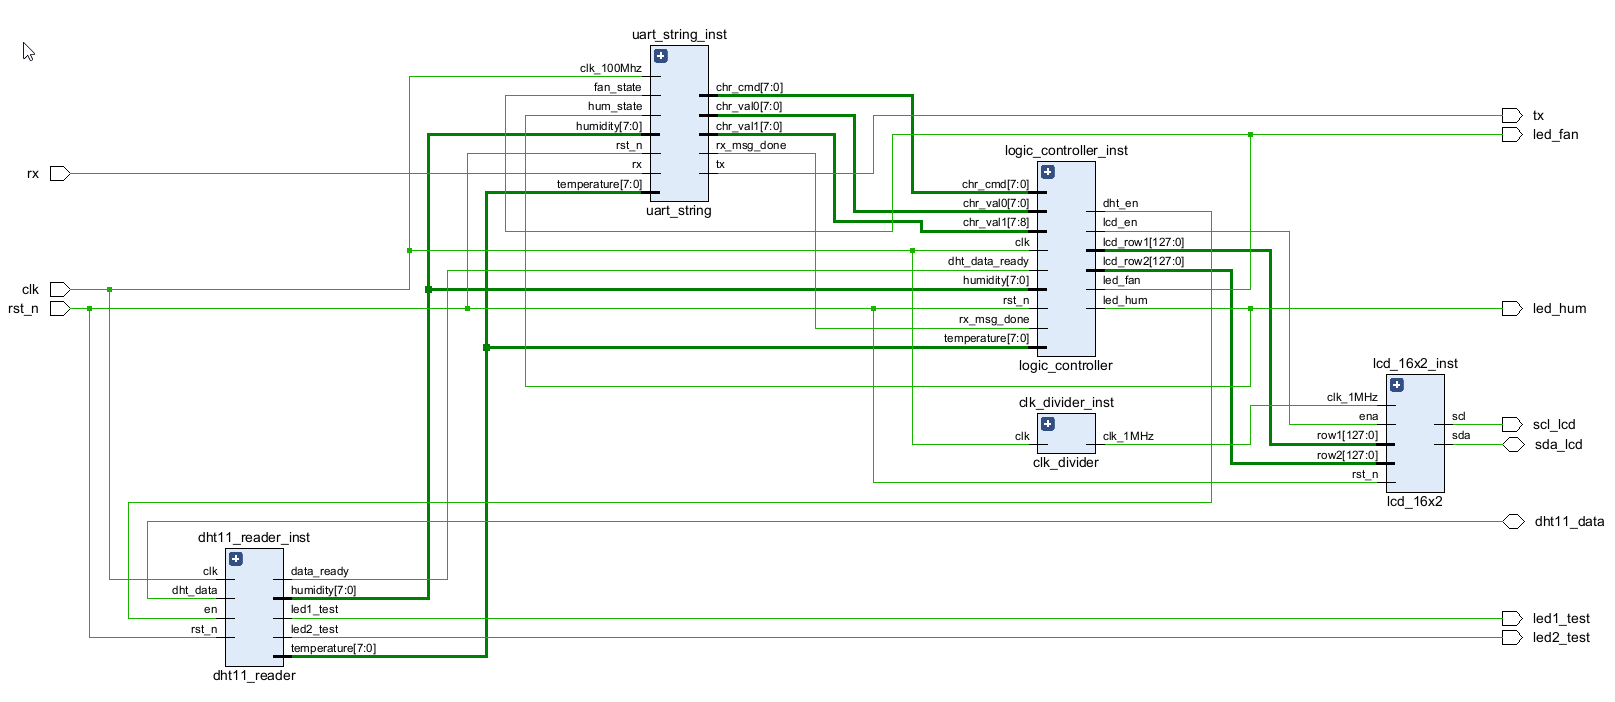 uart_string_inst
clk_100Mhz
fan_state
hum_state
humidity[7:0]
rst_n
rx
temperature[7:0]
chr_cmd[7:0]
chr_val0[7:0]
chr_val1[7:0]
rx_msg_done
tx
uart_string
rx
clk
rst_n
logic_controller_inst
chr_cmd[7:0]
chr_val0[7:0]
chr_val1[7:8]
clk
dht_data_ready
humidity[7:0]
rst_n
rx_msg_done
temperature[7:0]
dht_en
lcd_en
lcd_row1[127:0]
lcd_row2[127:0]
led_fan
led_hum
logic_controller
clk_divider_inst
clk
clk_1MHz
clk_divider
lcd_16x2_inst
clk_1MHz
ena
row1[127:0]
row2[127:0]
rst_n
scl
sda
lcd_16x2
dht11_reader_inst
clk
dht_data
en
rst_n
data_ready
humidity[7:0]
led1_test
led2_test
temperature[7:0]
dht11_reader
tx
led_fan
led_hum
scl_lcd
sda_lcd
dht11_data
led1_test
led2_test